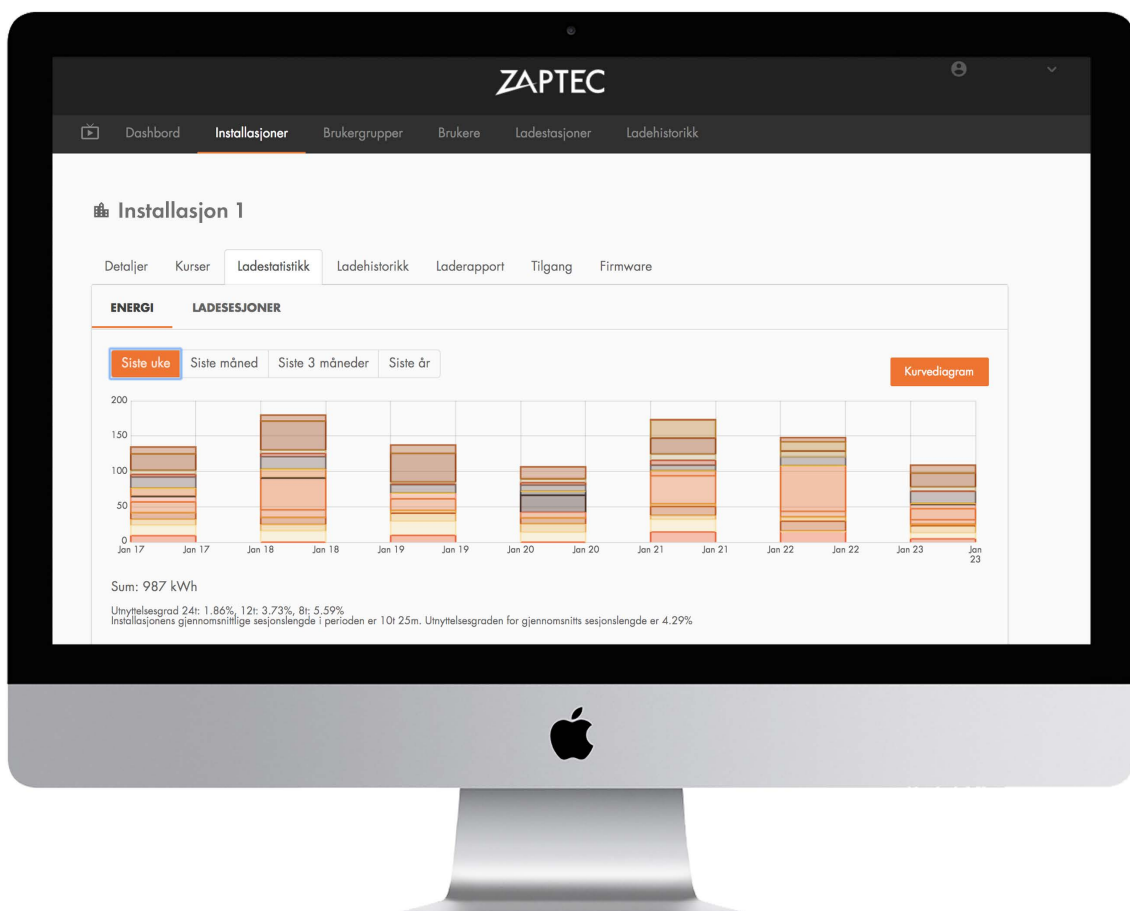 ZAPTEC
Dashbord Installasjoner Brukergrupper Brukere Ladestasjoner Ladehistorikk
Installasjon 1
Detaljer Kurser Ladestatistikk Ladehistorikk Laderapport Tilgang Firmware
ENERGI LADESESJONER
Siste uke Siste måned Siste 3 måneder Siste år
Kurvediagram
200
150
100
50
0
Jan 17 Jan 17 Jan 18 Jan 18 Jan 19 Jan 19 Jan 20 Jan 20 Jan 21 Jan 21 Jan 22 Jan 22 Jan 23 Jan 23
Sum: 987 kWh
Utnyttelsesgrad 24t: 1.86%, 12t: 3.73%, 8t: 5.59%
Installasjonens gjennomsnittlige sesjonslengde i perioden er 10t 25m. Utnyttelsesgraden for gjennomsnitts sesjonslengde er 4.29%